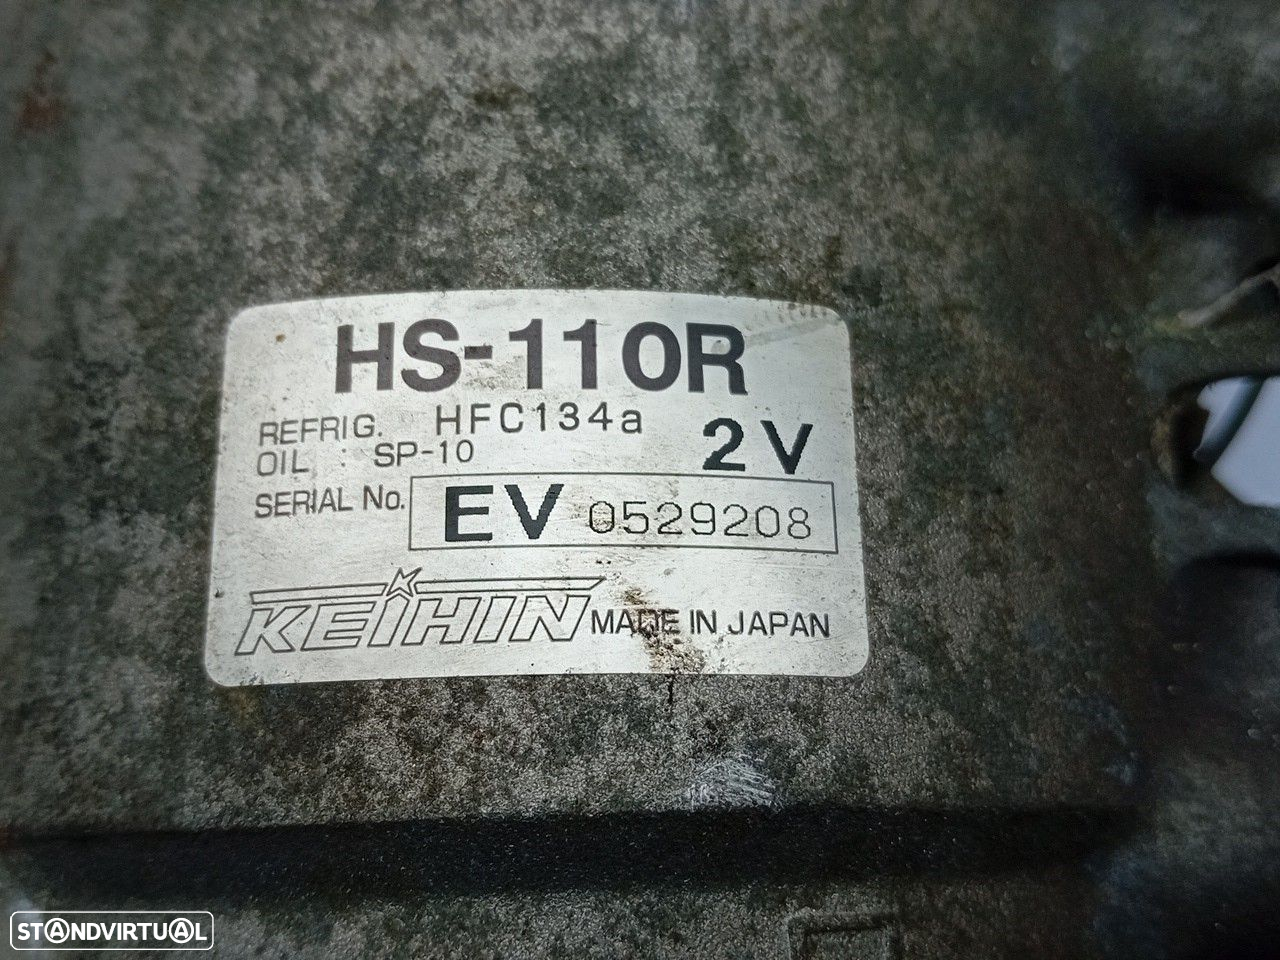 HS-110R
REFRIG. HFC134a 2V
OIL : SP-10
SERIAL No. EV 0529208
KEIHIN MADE IN JAPAN
STANDVIRTUAL